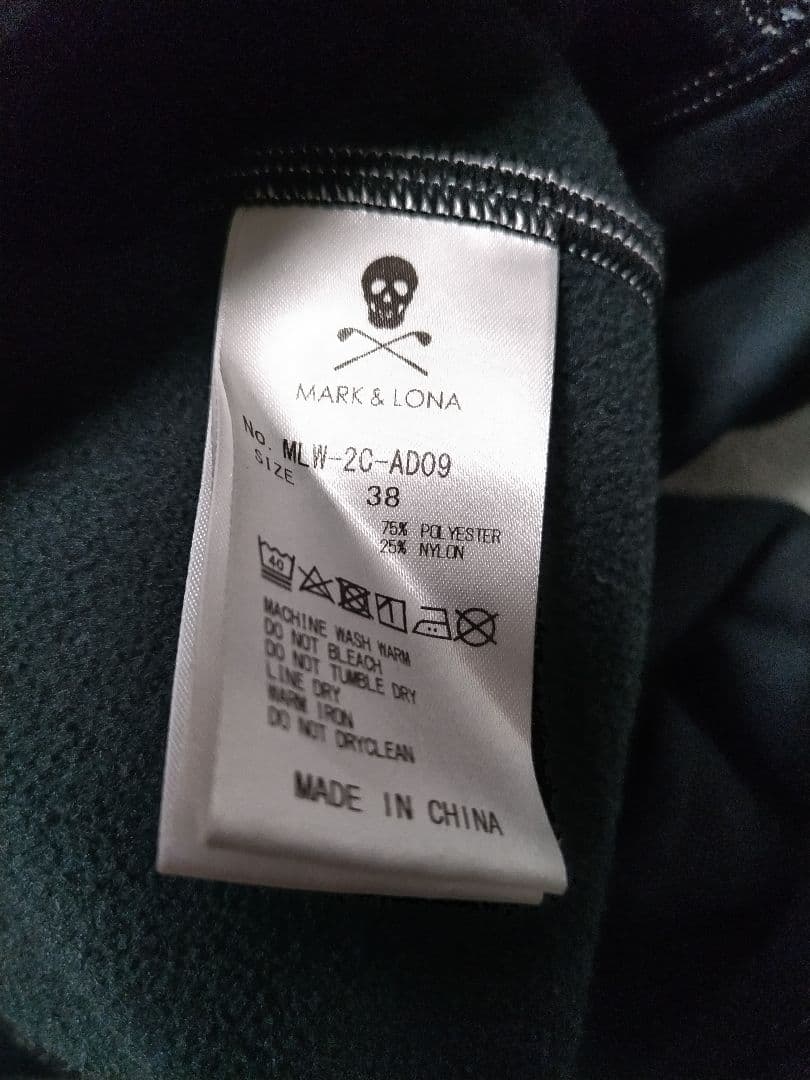 MARK & LONA
No. MLW-2C-AD09
SIZE
38
75% POLYESTER
25% NYLON
40
MACHINE WASH WARM
DO NOT BLEACH
DO NOT TUMBLE DRY
LINE DRY
WARM IRON
DO NOT DRYCLEAN
MADE IN CHINA